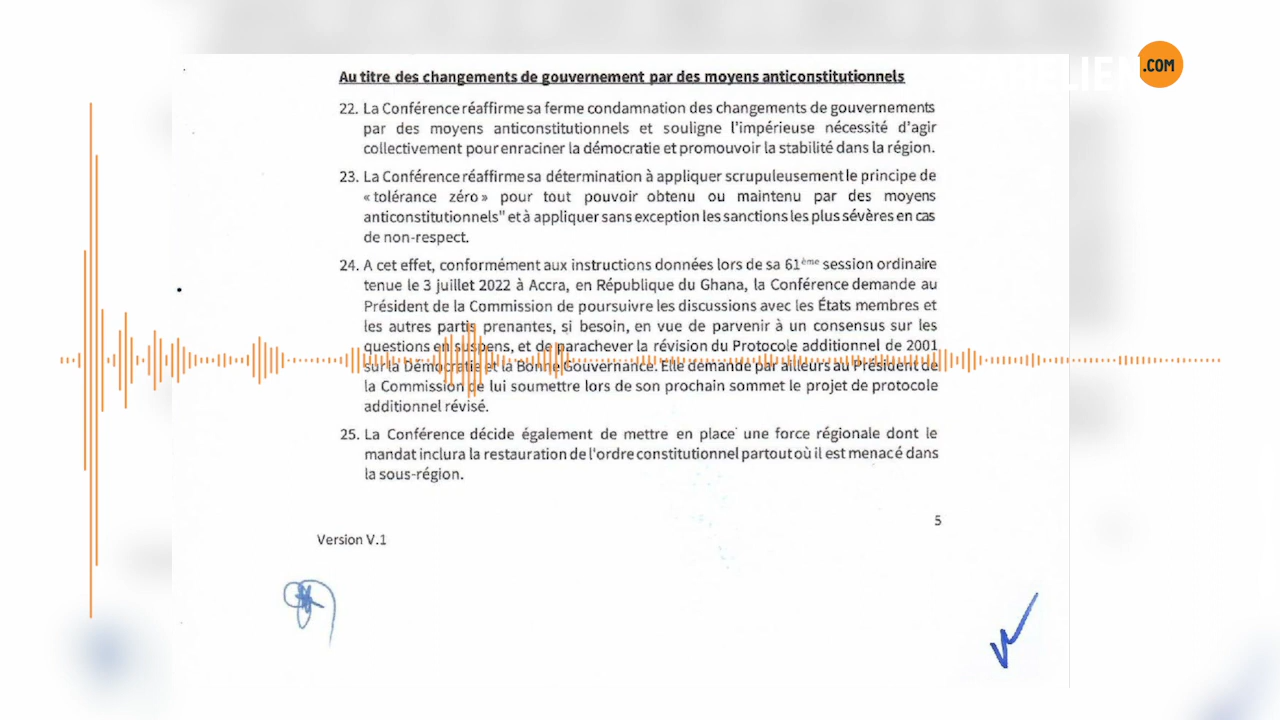 .COM
Au titre des changements de gouvernement par des moyens anticonstitutionnels
22. La Conférence réaffirme sa ferme condamnation des changements de gouvernements
par des moyens anticonstitutionnels et souligne l'impérieuse nécessité d'agir
collectivement pour enraciner la démocratie et promouvoir la stabilité dans la région.
23. La Conférence réaffirme sa détermination à appliquer scrupuleusement le principe de
« tolérance zéro » pour tout pouvoir obtenu ou maintenu par des moyens
anticonstitutionnels" et à appliquer sans exception les sanctions les plus sévères en cas
de non-respect.
24. A cet effet, conformément aux instructions données lors de sa 61ème session ordinaire
tenue le 3 juillet 2022 à Accra, en République du Ghana, la Conférence demande au
Président de la Commission de poursuivre les discussions avec les États membres et
les autres partis prenantes, si besoin, en vue de parvenir à un consensus sur les
questions en suspens, et de parachever la révision du Protocole additionnel de 2001
sur la Démocratie et la Bonne Gouvernance. Elle demande par ailleurs au Président de
la Commission de lui soumettre lors de son prochain sommet le projet de protocole
additionnel révisé.
25. La Conférence décide également de mettre en place une force régionale dont le
mandat inclura la restauration de l'ordre constitutionnel partout où il est menacé dans
la sous-région.
5
Version V.1